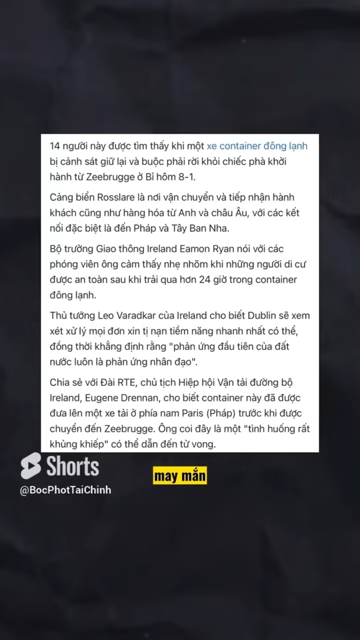 14 người này được tìm thấy khi một xe container đông lạnh
bị cảnh sát giữ lại và buộc phải rời khỏi chiếc phà khởi
hành từ Zeebrugge ở Bỉ hôm 8-1.
Cảng biển Rosslare là nơi vận chuyển và tiếp nhận hành
khách cũng như hàng hóa từ Anh và châu Âu, với các kết
nối đặc biệt là đến Pháp và Tây Ban Nha.
Bộ trưởng Giao thông Ireland Eamon Ryan nói với các
phóng viên ông cảm thấy nhẹ nhõm khi những người di cư
được an toàn sau khi trải qua hơn 24 giờ trong container
đông lạnh.
Thủ tướng Leo Varadkar của Ireland cho biết Dublin sẽ xem
xét xử lý mọi đơn xin tị nạn tiềm năng nhanh nhất có thể,
đồng thời khẳng định rằng "phản ứng đầu tiên của đất
nước luôn là phản ứng nhân đạo".
Chia sẻ với Đài RTE, chủ tịch Hiệp hội Vận tải đường bộ
Ireland, Eugene Drennan, cho biết container này đã được
đưa lên một xe tải ở phía nam Paris (Pháp) trước khi được
chuyển đến Zeebrugge. Ông coi đây là một "tình huống rất
khủng khiếp" có thể dẫn đến tử vong.
Shorts
may mắn
@BocPhotTaiChinh